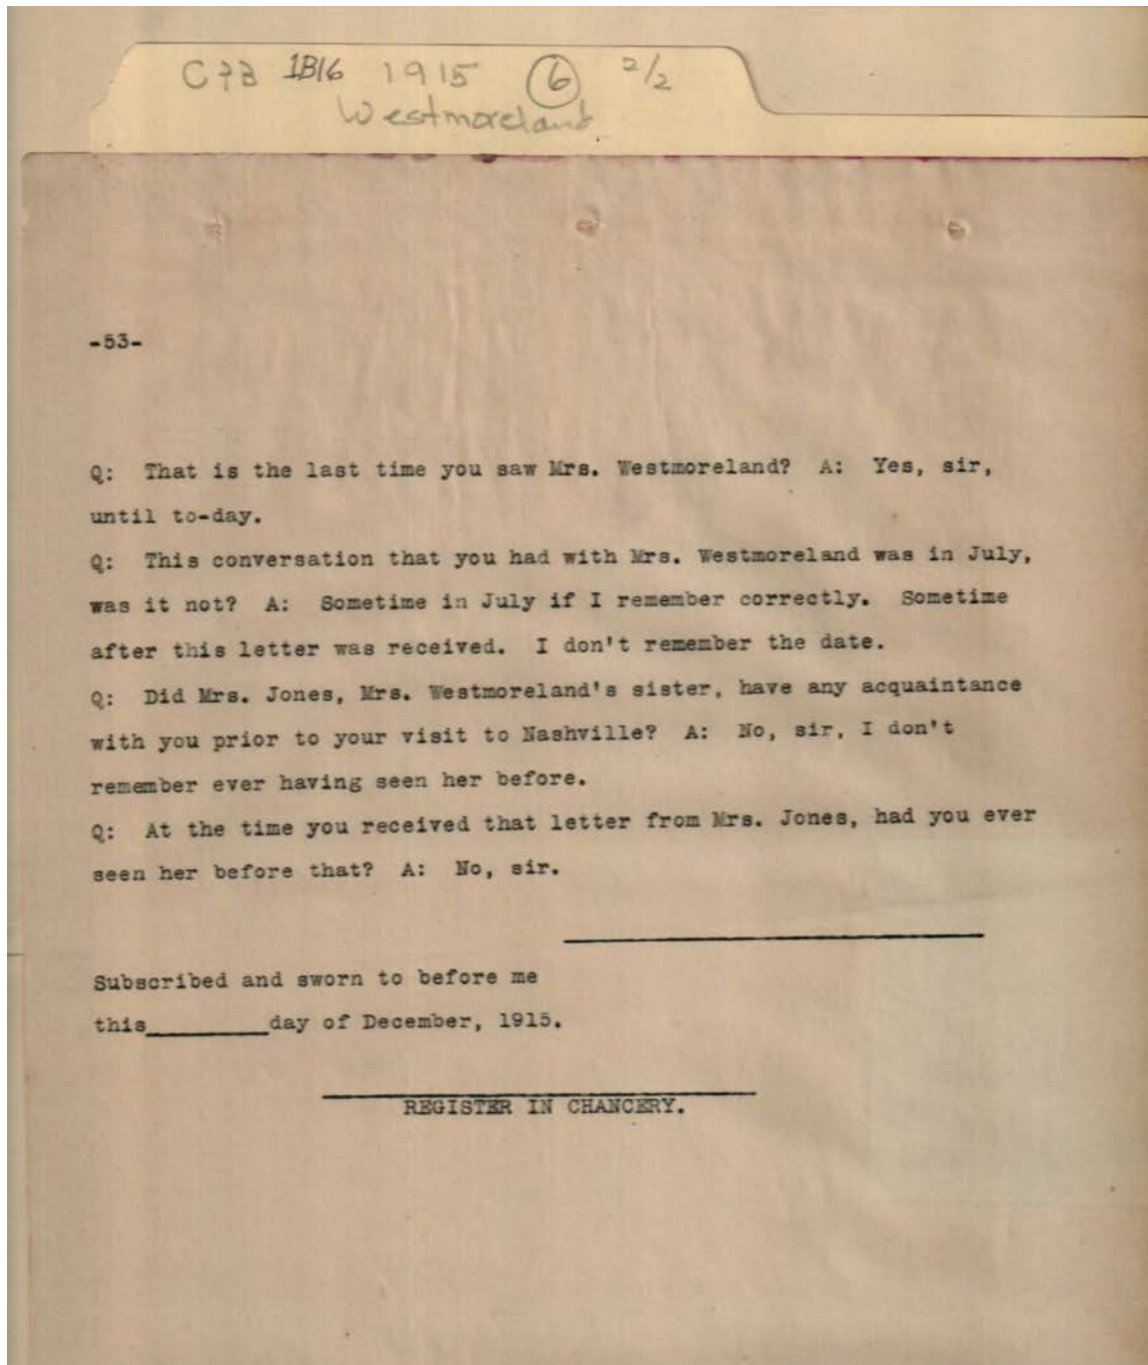 C&B 1B16 1915 6 2/2
Westmoreland
-53-
Q: That is the last time you saw Mrs. Westmoreland? A: Yes, sir,
until to-day.
Q: This conversation that you had with Mrs. Westmoreland was in July,
was it not? A: Sometime in July if I remember correctly. Sometime
after this letter was received. I don't remember the date.
Q: Did Mrs. Jones, Mrs. Westmoreland's sister, have any acquaintance
with you prior to your visit to Nashville? A: No, sir, I don't
remember ever having seen her before.
Q: At the time you received that letter from Mrs. Jones, had you ever
seen her before that? A: No, sir.
Subscribed and sworn to before me
this________day of December, 1915.
REGISTER IN CHANCERY.